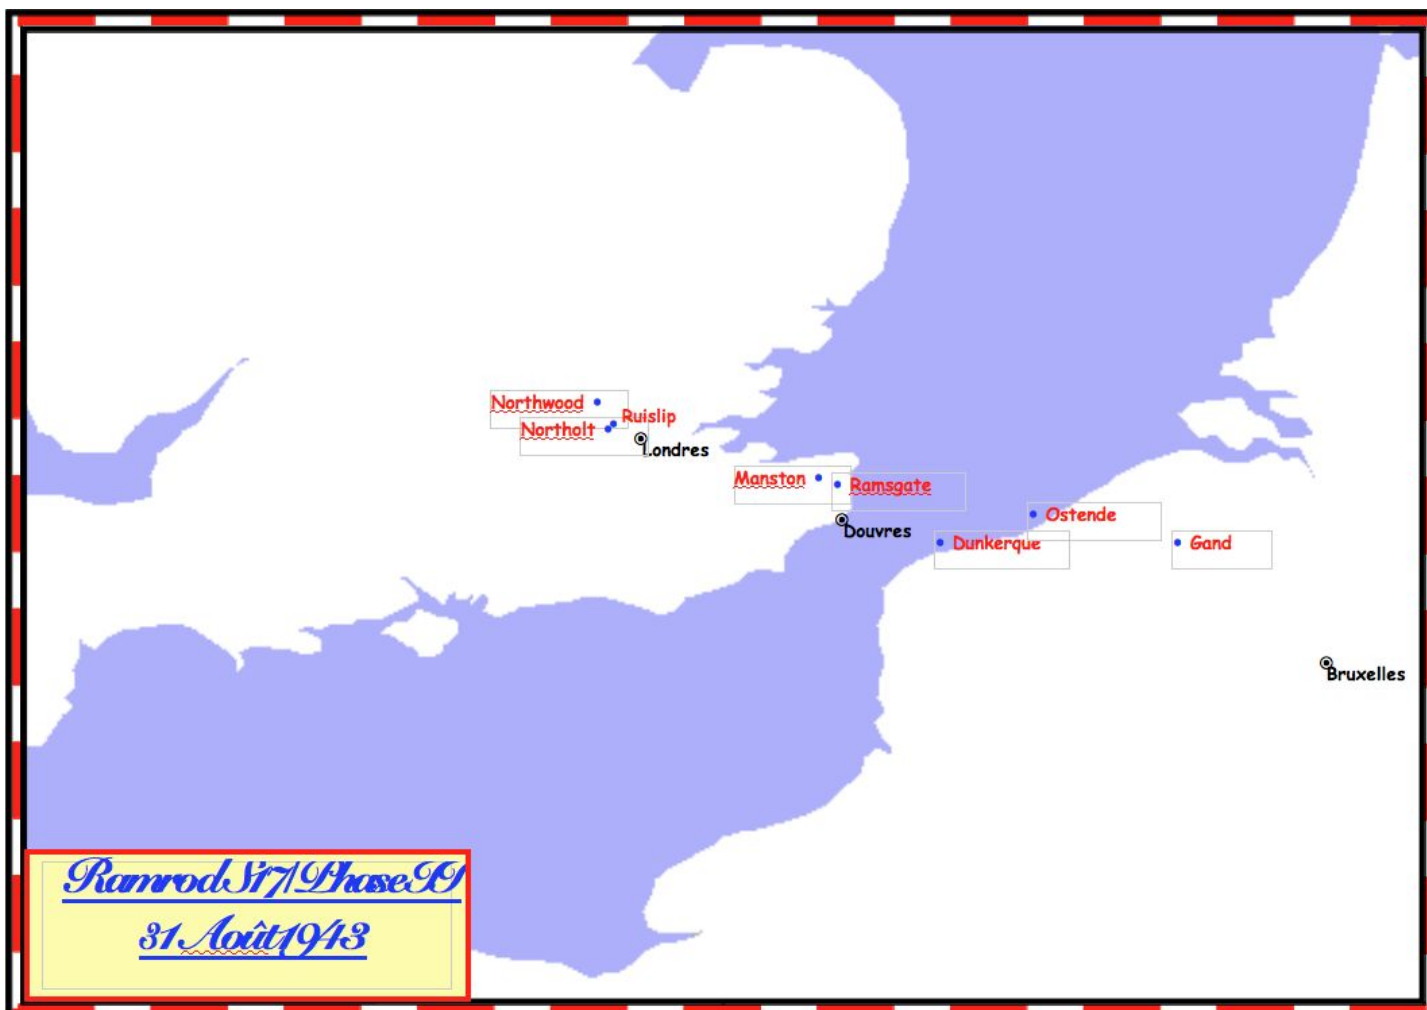 Northwood
Ruislip
Northolt
Londres
Manston
Ramsgate
Ostende
Douvres
Dunkerque
Gand
Bruxelles
Ramrod S17/Phase II
31 Août 1943